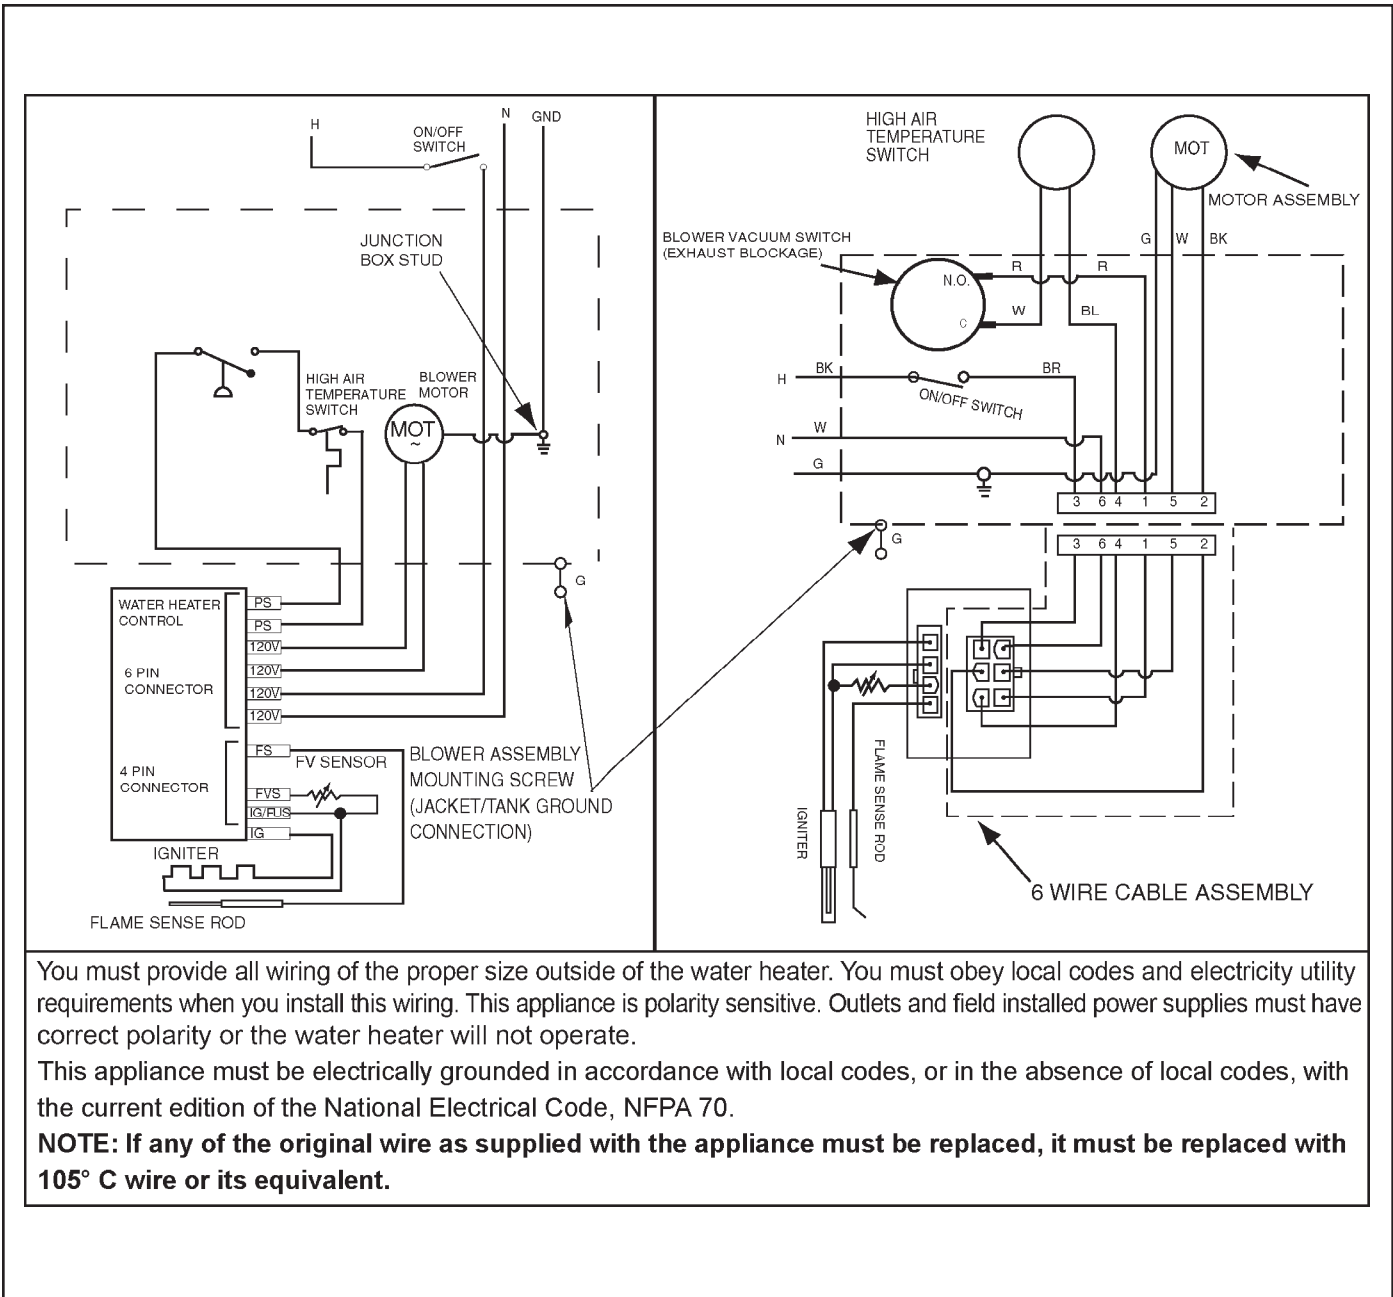 H
ON/OFF
SWITCH
N
GND
JUNCTION
BOX STUD
HIGH AIR
TEMPERATURE
SWITCH
BLOWER
MOTOR
MOT
~
G
WATER HEATER
CONTROL
6 PIN
CONNECTOR
4 PIN
CONNECTOR
PS
PS
120V
120V
120V
120V
FS
FV SENSOR
FVS
IG/FUS
IG
IGNITER
FLAME SENSE ROD
BLOWER ASSEMBLY
MOUNTING SCREW
(JACKET/TANK GROUND
CONNECTION)
HIGH AIR
TEMPERATURE
SWITCH
MOT
MOTOR ASSEMBLY
BLOWER VACUUM SWITCH
(EXHAUST BLOCKAGE)
G W BK
N.O.
R R
C
W BL
H BK BR
ON/OFF SWITCH
N W
G
3 6 4 1 5 2
G
3 6 4 1 5 2
IGNITER
FLAME SENSE ROD
6 WIRE CABLE ASSEMBLY
You must provide all wiring of the proper size outside of the water heater. You must obey local codes and electricity utility
requirements when you install this wiring. This appliance is polarity sensitive. Outlets and field installed power supplies must have
correct polarity or the water heater will not operate.
This appliance must be electrically grounded in accordance with local codes, or in the absence of local codes, with
the current edition of the National Electrical Code, NFPA 70.
NOTE: If any of the original wire as supplied with the appliance must be replaced, it must be replaced with
105° C wire or its equivalent.